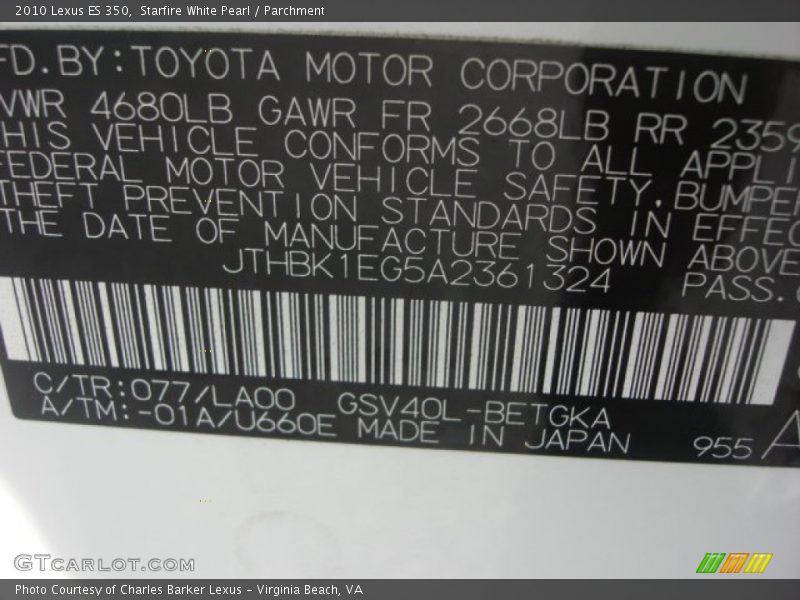 2010 Lexus ES 350, Starfire White Pearl / Parchment
FD.BY:TOYOTA MOTOR CORPORATION
VWR 4680LB GAWR FR 2668LB RR 2359
HIS VEHICLE CONFORMS TO ALL APPLI
FEDERAL MOTOR VEHICLE SAFETY, BUMPER
THEFT PREVENTION STANDARDS IN EFFEC
THE DATE OF MANUFACTURE SHOWN ABOVE
JTHBK1EG5A2361324 PASS.
C/TR:077/LA00 GSV40L-BETGKA
A/TM:-01A/U660E MADE IN JAPAN 955 A
GTCARLOT.COM
Photo Courtesy of Charles Barker Lexus - Virginia Beach, VA